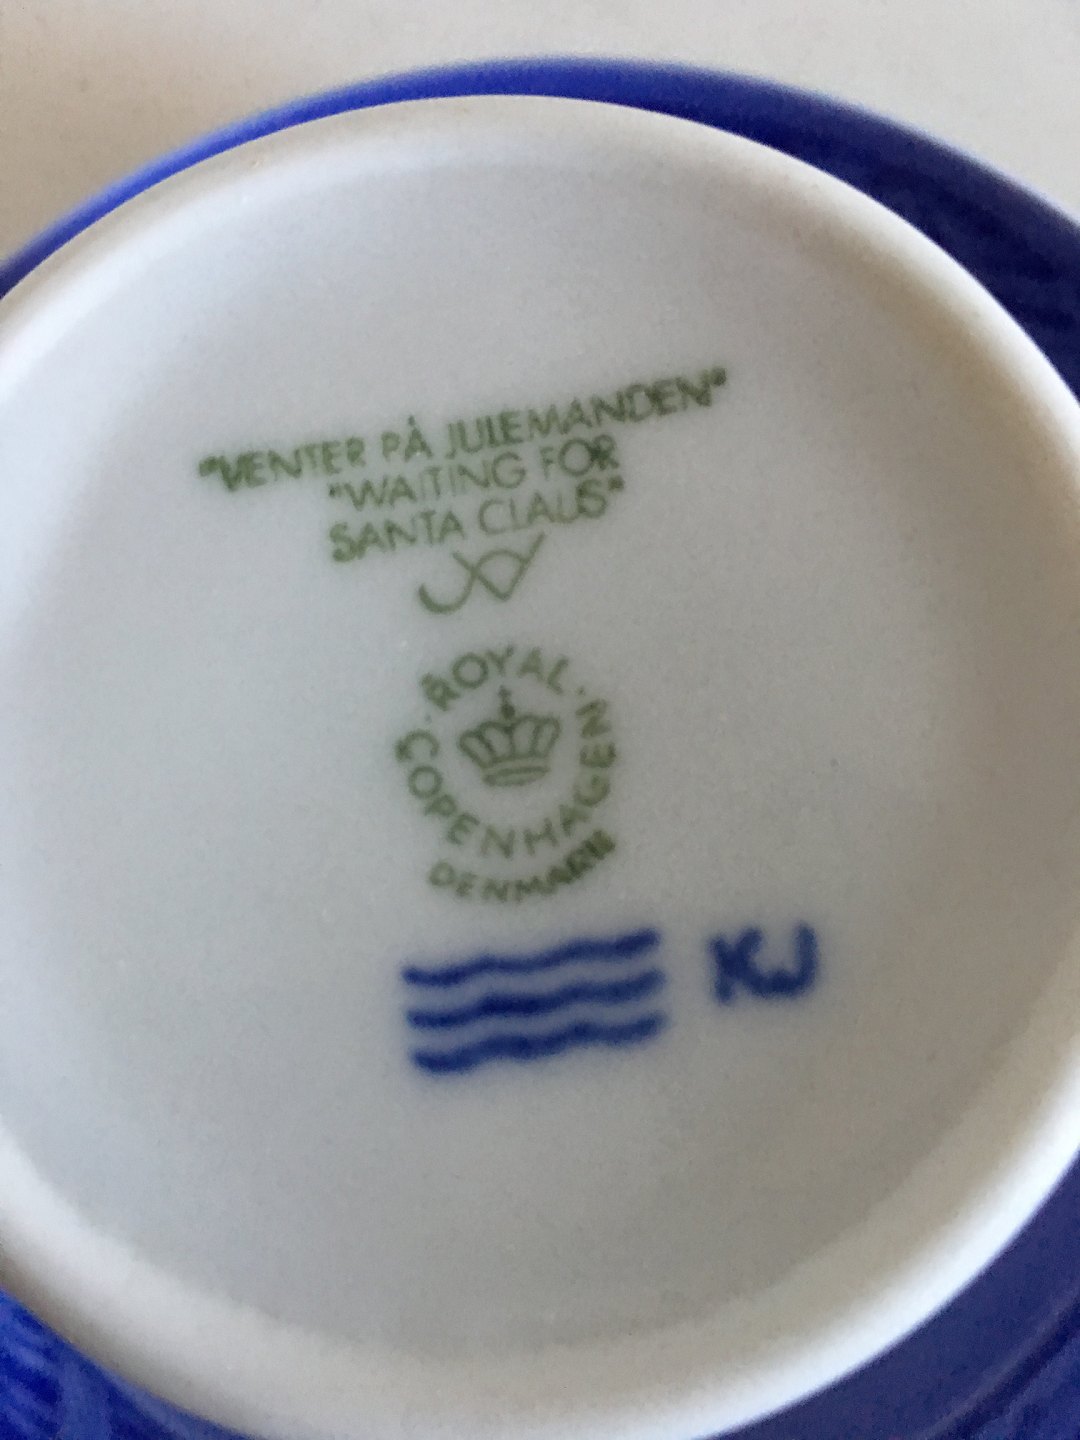 "VENTER PÅ JULEMANDEN"
"WAITING FOR
SANTA CLAUS"
ROYAL · COPENHAGEN ·
DENMARK
KJ